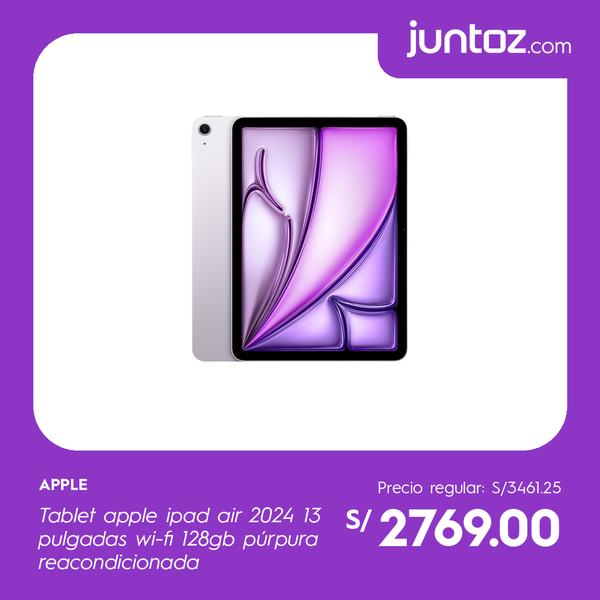 juntoz.com
APPLE
Tablet apple ipad air 2024 13
pulgadas wi-fi 128gb púrpura
reacondicionada
Precio regular: S/3461.25
S/ 2769.00